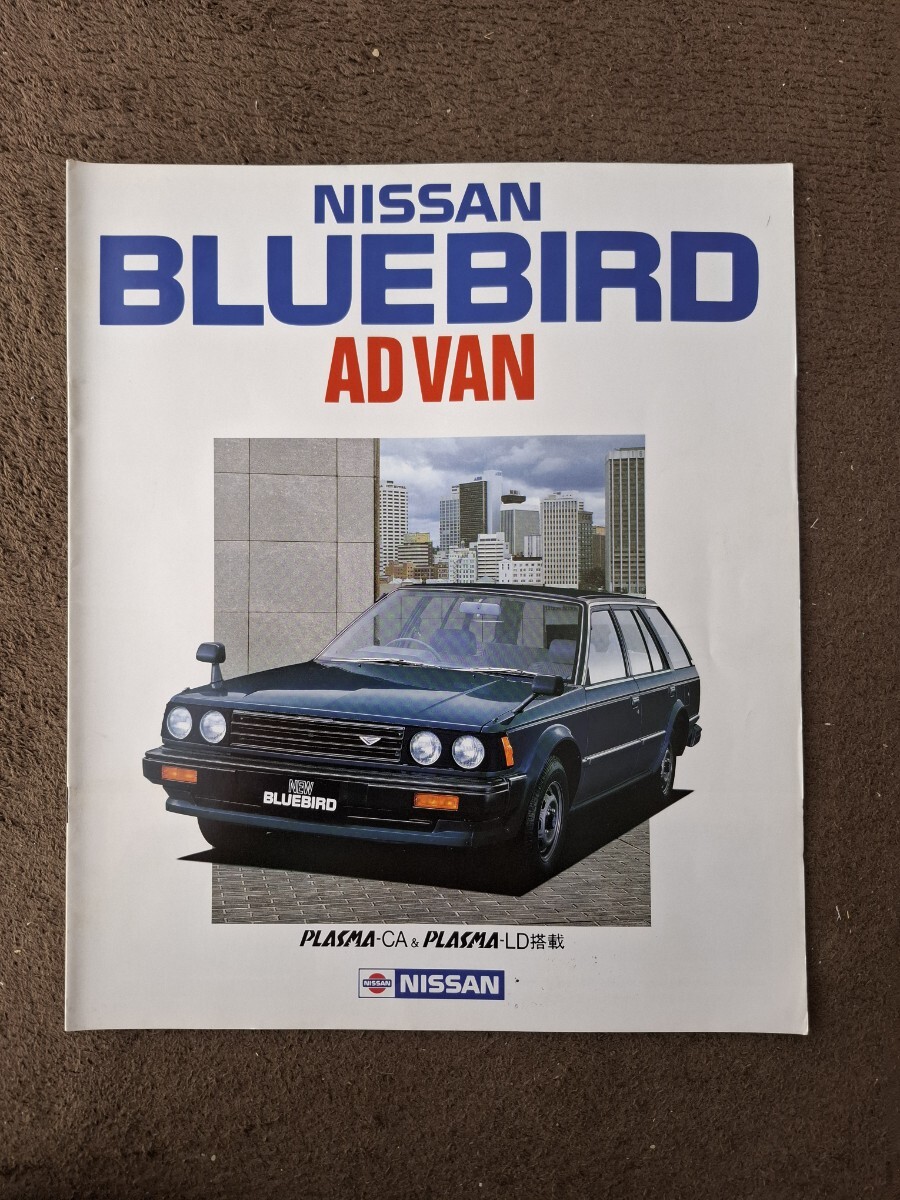 NISSAN
BLUEBIRD
AD VAN
NEW
BLUEBIRD
PLASMA-CA & PLASMA-LD搭載
NISSAN NISSAN